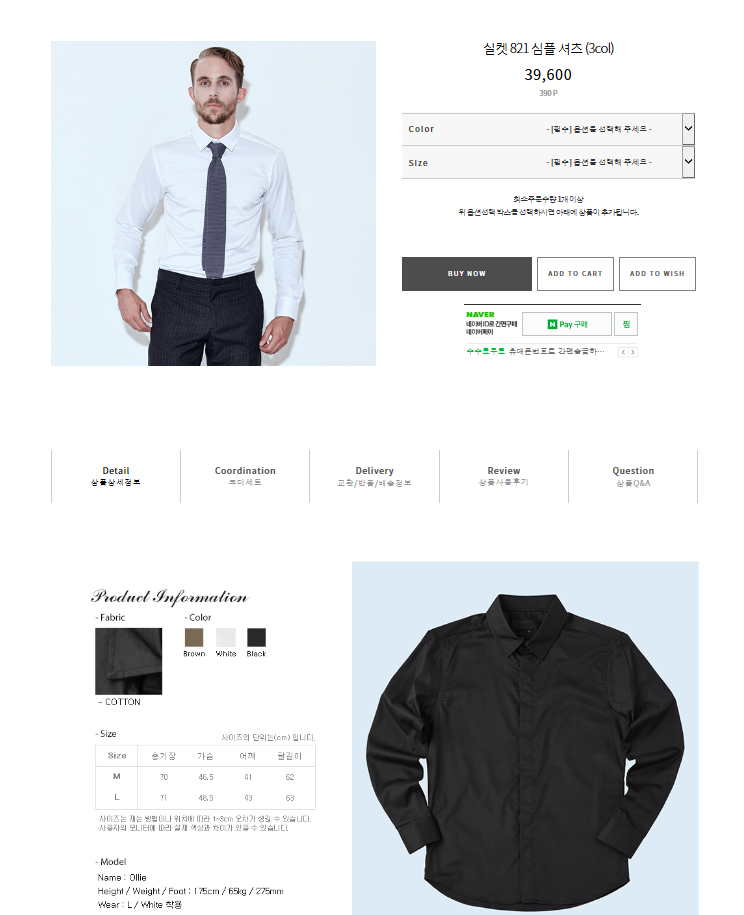 실켓 821 심플 셔츠 (3col)
39,600
390 P
Color - [필수] 옵션을 선택해 주세요 -
Size - [필수] 옵션을 선택해 주세요 -
최소주문수량 1개 이상
위 옵션선택 박스를 선택하시면 아래에 상품이 추가됩니다.
BUY NOW ADD TO CART ADD TO WISH
NAVER
네이버 ID로 간편구매
네이버페이
N Pay 구매 찜
휴대폰번호로 간편송금하…
Detail Coordination Delivery Review Question
상품상세정보 코디세트 교환/반품/배송정보 상품사용후기 상품Q&A
Product Information
- Fabric - Color
Brown White Black
- COTTON
- Size · 사이즈의 단위는(cm) 입니다.
Size 총기장 가슴 어깨 팔길이
M 70 46.5 41 62
L 71 48.5 43 63
·사이즈는 재는 방법이나 위치에 따라 1~3cm 오차가 생길 수 있습니다.
·사용자의 모니터에 따라 실제 색상과 차이가 있을 수 있습니다.
- Model
Name : Ollie
Height / Weight / Foot : 175cm / 65kg / 275mm
Wear : L / White 착용